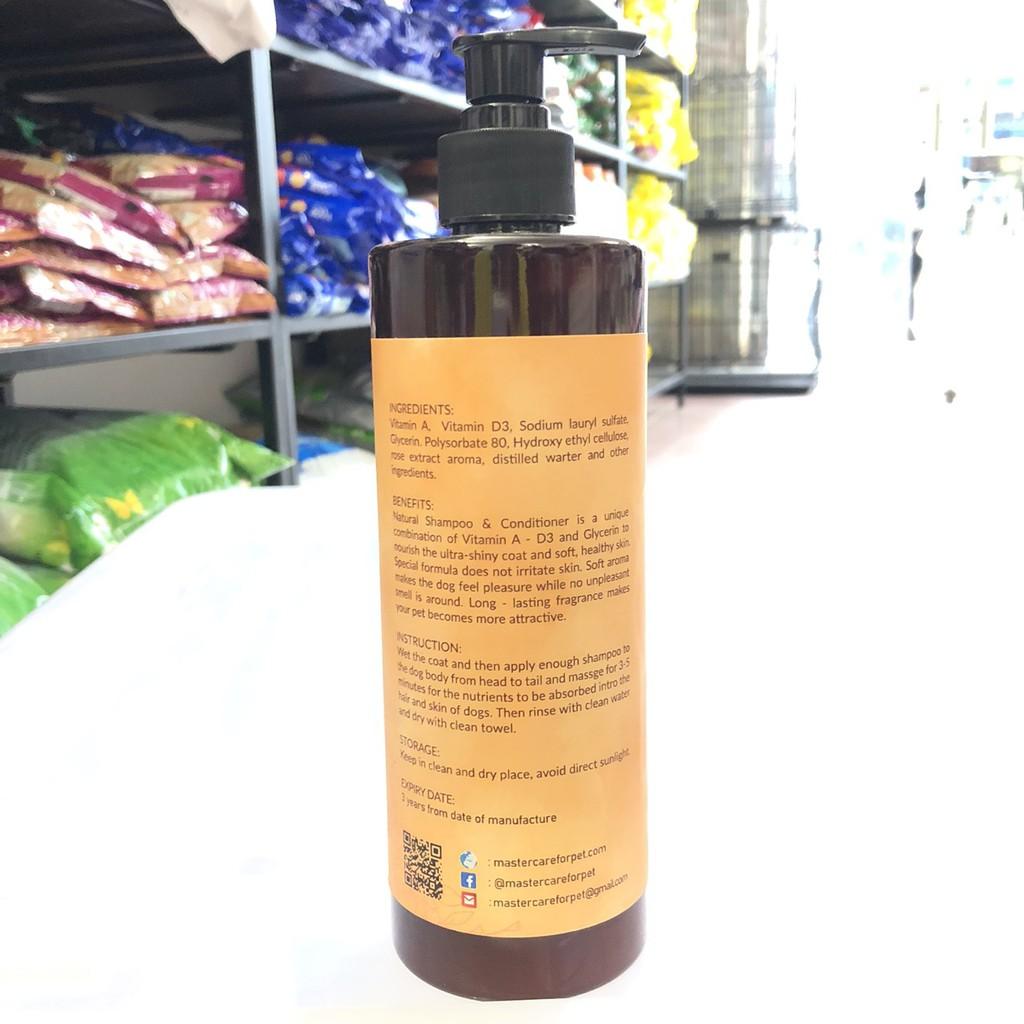 INGREDIENTS:
Vitamin A, Vitamin D3, Sodium lauryl sulfate,
Glycerin. Polysorbate 80, Hydroxy ethyl cellulose,
rose extract aroma, distilled warter and other
ingredients.
BENEFITS:
Natural Shampoo & Conditioner is a unique
combination of Vitamin A - D3 and Glycerin to
nourish the ultra-shiny coat and soft, healthy skin.
Special formula does not irritate skin. Soft aroma
makes the dog feel pleasure while no unpleasant
smell is around. Long - lasting fragrance makes
your pet becomes more attractive.
INSTRUCTION:
Wet the coat and then apply enough shampoo to
the dog body from head to tail and massge for 3-5
minutes for the nutrients to be absorbed intro the
hair and skin of dogs. Then rinse with clean water
and dry with clean towel.
STORAGE:
Keep in clean and dry place, avoid direct sunlight.
EXPIRY DATE:
3 years from date of manufacture
: mastercareforpet.com
: @mastercareforpet
: mastercareforpet@gmail.com